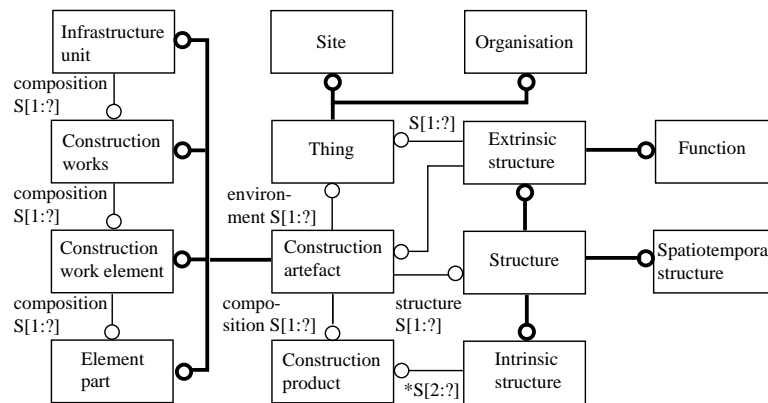 Infrastructure
unit
Site
Organisation
composition
S[1:?]
S[1:?]
Construction
works
Thing
Extrinsic
structure
Function
composition
S[1:?]
environ-
ment S[1:?]
Construction
work element
Construction
artefact
Structure
Spatiotempora
structure
composition
S[1:?]
compo-
sition S[1:?]
structure
S[1:?]
Element
part
Construction
product
*S[2:?]
Intrinsic
structure